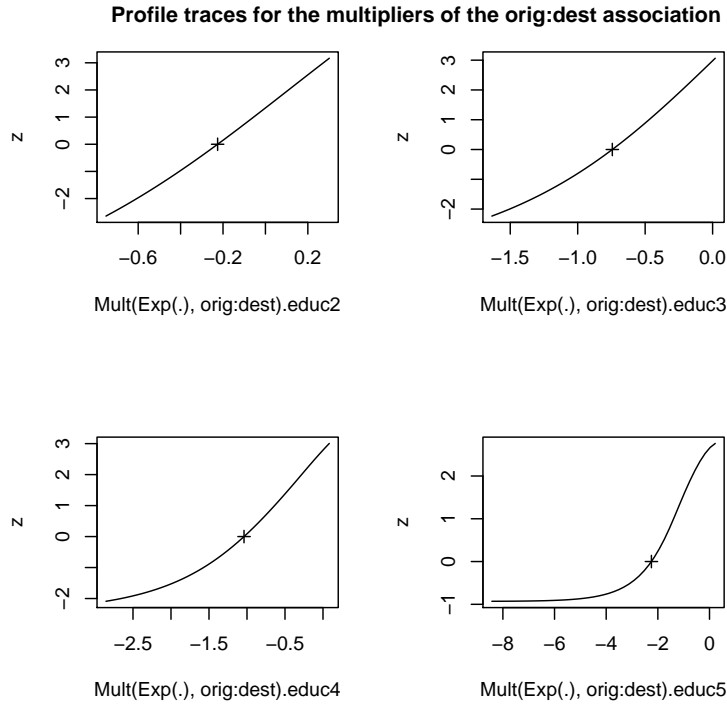 Profile traces for the multipliers of the orig:dest association
3
2
1
0
−2
z
−0.6 −0.2 0.2
Mult(Exp(.), orig:dest).educ2
3
2
1
0
−2
z
−1.5 −1.0 −0.5 0.0
Mult(Exp(.), orig:dest).educ3
3
2
1
0
−2
z
−2.5 −1.5 −0.5
Mult(Exp(.), orig:dest).educ4
2
1
0
−1
z
−8 −6 −4 −2 0
Mult(Exp(.), orig:dest).educ5